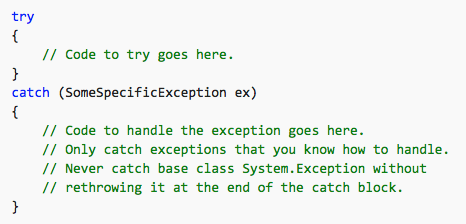 try
{
    // Code to try goes here.
}
catch (SomeSpecificException ex)
{
    // Code to handle the exception goes here.
    // Only catch exceptions that you know how to handle.
    // Never catch base class System.Exception without
    // rethrowing it at the end of the catch block.
}